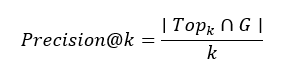 Precision@k = | Top_k ∩ G | / k